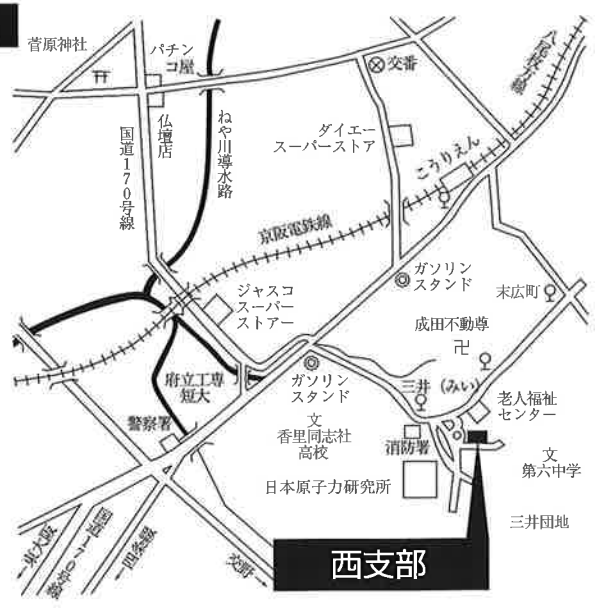 菅原神社
パチン
コ屋
交番
八尾枚方線
仏壇店
国道170号線
ねや川導水路
ダイエー
スーパーストア
こうりえん
京阪電鉄線
ガソリン
スタンド
末広町
ジャスコ
スーパー
ストアー
成田不動尊
卍
府立工専
短大
ガソリン
スタンド
三井（みい）
老人福祉
センター
警察署
文
香里同志社
高校
消防署
文
第六中学
日本原子力研究所
三井団地
←東大阪
国道170号線
←四条畷
交野→
西支部